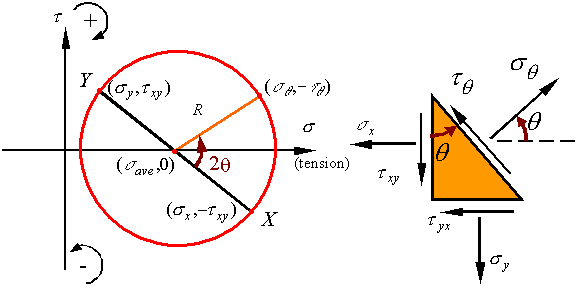 τ +
Y (σy,τxy) (σθ,−τθ)
R
σ
(tension)
(σave,0) 2θ
(σx,−τxy) X
-
τθ σθ
σx θ θ
τxy
τyx
σy